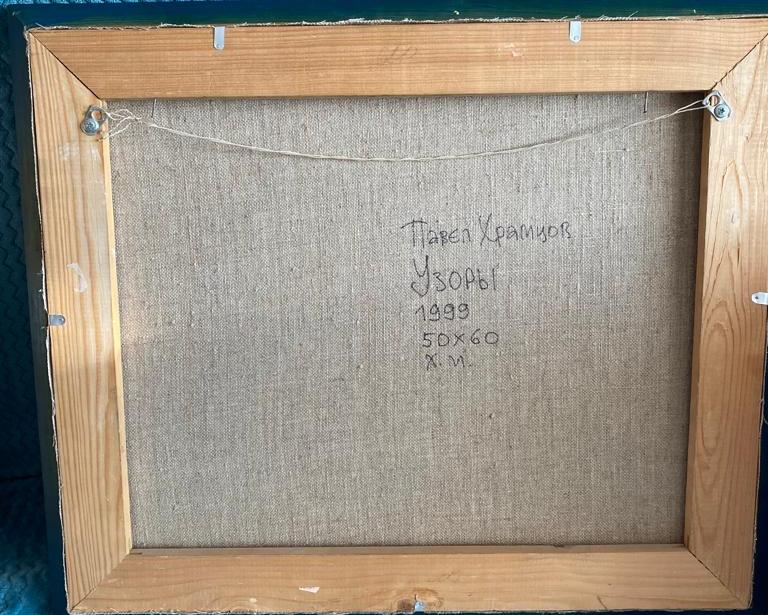 Павел Храмцов
Узоры
1999
50х60
х.м.